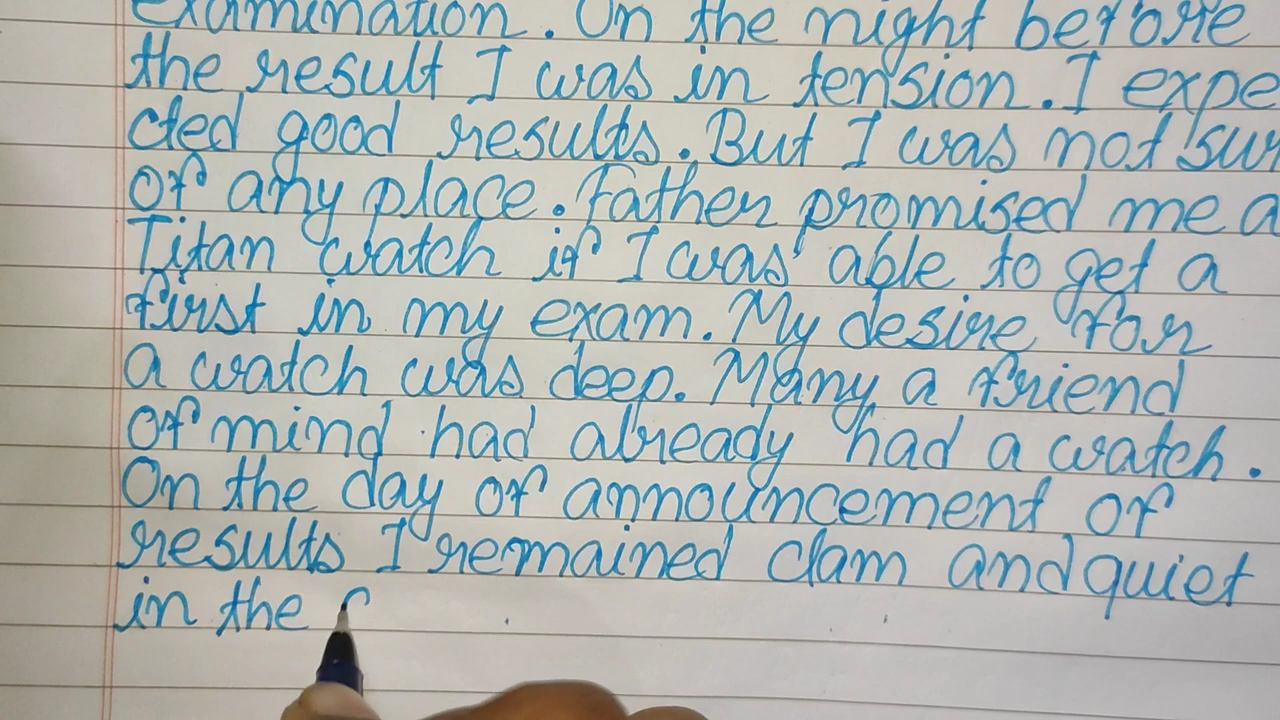 examination. On the night before
the result I was in tension. I expe
cted good results. But I was not sur
of any place. Father promised me a
Titan watch if I was able to get a
first in my exam. My desire for
a watch was deep. Many a friend
of mind had already had a watch.
On the day of announcement of
results I remained clam and quiet
in the